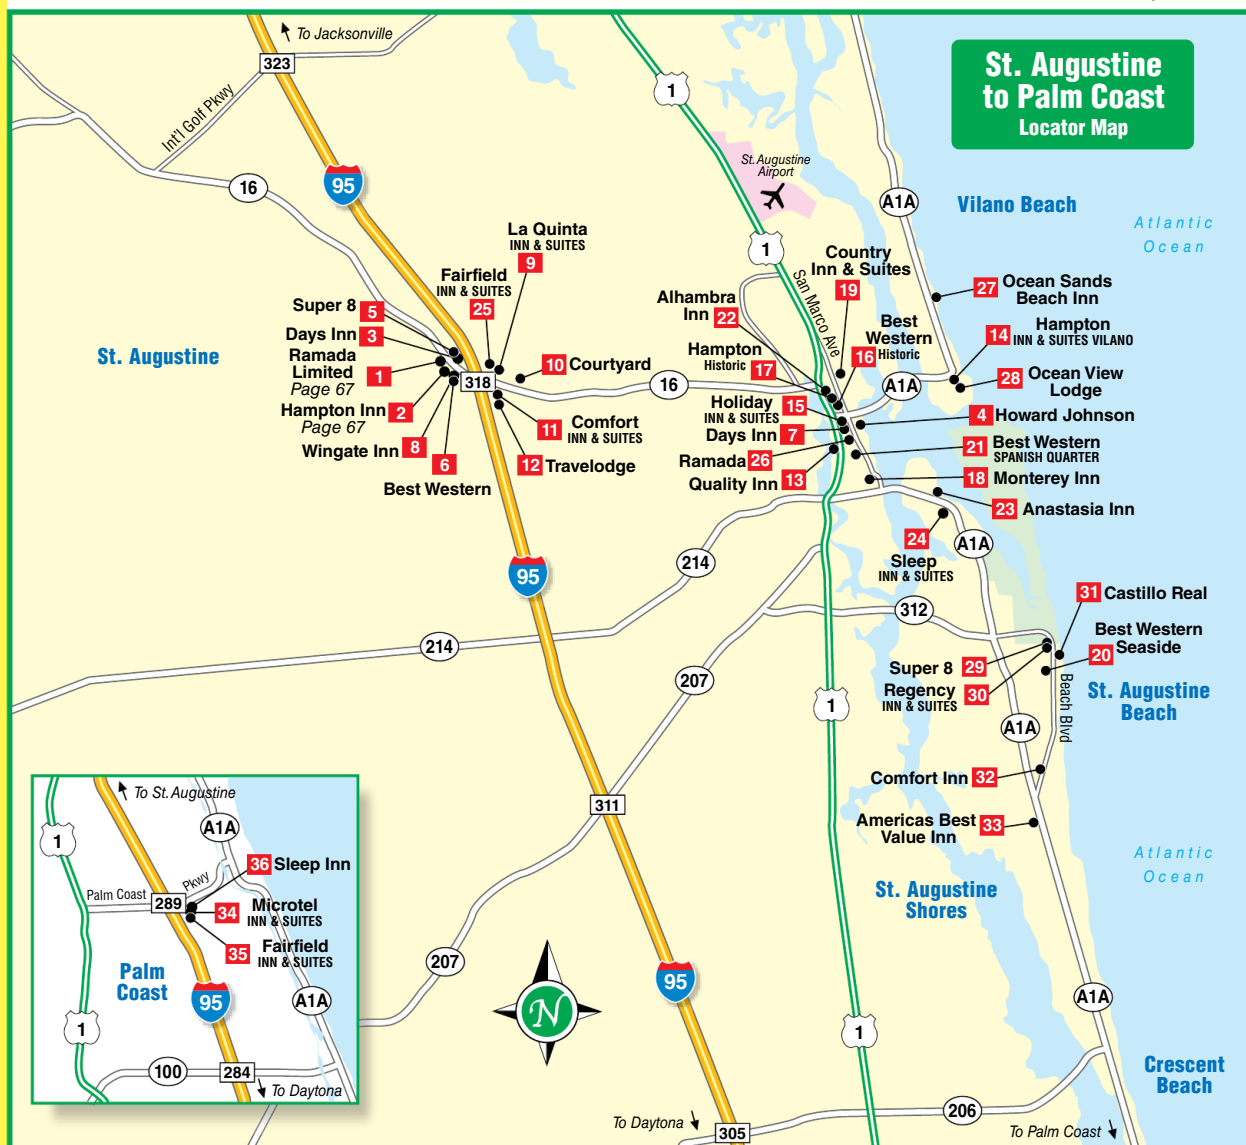 St. Augustine
to Palm Coast
Locator Map
To Jacksonville
323
Int'l Golf Pkwy
1
95
16
St. Augustine
Airport
A1A
Vilano Beach
Atlantic
Ocean
1
San Marco Ave
La Quinta
INN & SUITES
9
Fairfield
INN & SUITES
25
Super 8 5
Days Inn 3
Ramada
Limited
Page 67
1
Hampton Inn 2
Page 67
Wingate Inn 8
6
Best Western
St. Augustine
318
10 Courtyard
11 Comfort
INN & SUITES
12 Travelodge
16
Country
Inn & Suites
19
Alhambra
Inn 22
Best
Western
16 Historic
Hampton
Historic 17
Holiday
INN & SUITES
15
Days Inn 7
Ramada 26
Quality Inn 13
A1A
27 Ocean Sands
Beach Inn
14 Hampton
INN & SUITES VILANO
28 Ocean View
Lodge
4 Howard Johnson
21 Best Western
SPANISH QUARTER
18 Monterey Inn
23 Anastasia Inn
24
Sleep
INN & SUITES
A1A
95
214
214
312
207
1
31 Castillo Real
Best Western
20 Seaside
Super 8 29
Regency
INN & SUITES
30
Beach Blvd
St. Augustine
Beach
A1A
Comfort Inn 32
Americas Best
Value Inn
33
311
Atlantic
Ocean
St. Augustine
Shores
207
N
95
1
A1A
Crescent
Beach
206
To Daytona
305
To Palm Coast
To St. Augustine
1
A1A
36 Sleep Inn
Palm Coast
Pkwy
289
34 Microtel
INN & SUITES
35 Fairfield
INN & SUITES
Palm
Coast
95
A1A
1
100
284
To Daytona